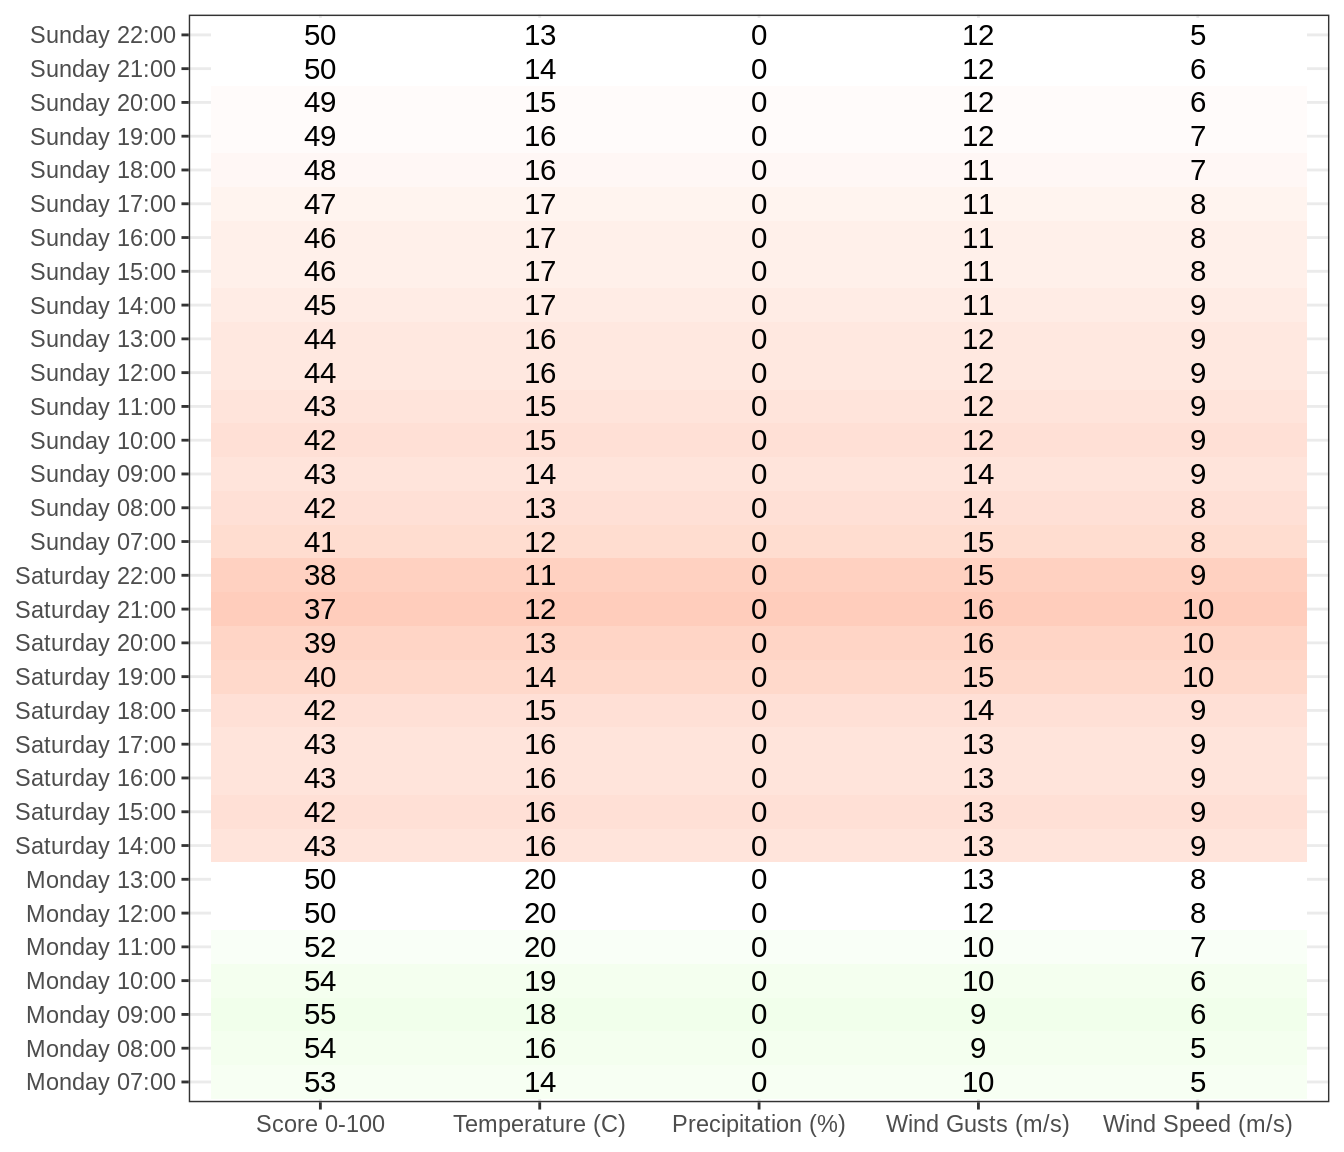 Sunday 22:00 50 13 0 12 5
Sunday 21:00 50 14 0 12 6
Sunday 20:00 49 15 0 12 6
Sunday 19:00 49 16 0 12 7
Sunday 18:00 48 16 0 11 7
Sunday 17:00 47 17 0 11 8
Sunday 16:00 46 17 0 11 8
Sunday 15:00 46 17 0 11 8
Sunday 14:00 45 17 0 11 9
Sunday 13:00 44 16 0 12 9
Sunday 12:00 44 16 0 12 9
Sunday 11:00 43 15 0 12 9
Sunday 10:00 42 15 0 12 9
Sunday 09:00 43 14 0 14 9
Sunday 08:00 42 13 0 14 8
Sunday 07:00 41 12 0 15 8
Saturday 22:00 38 11 0 15 9
Saturday 21:00 37 12 0 16 10
Saturday 20:00 39 13 0 16 10
Saturday 19:00 40 14 0 15 10
Saturday 18:00 42 15 0 14 9
Saturday 17:00 43 16 0 13 9
Saturday 16:00 43 16 0 13 9
Saturday 15:00 42 16 0 13 9
Saturday 14:00 43 16 0 13 9
Monday 13:00 50 20 0 13 8
Monday 12:00 50 20 0 12 8
Monday 11:00 52 20 0 10 7
Monday 10:00 54 19 0 10 6
Monday 09:00 55 18 0 9 6
Monday 08:00 54 16 0 9 5
Monday 07:00 53 14 0 10 5
Score 0-100 Temperature (C) Precipitation (%) Wind Gusts (m/s) Wind Speed (m/s)